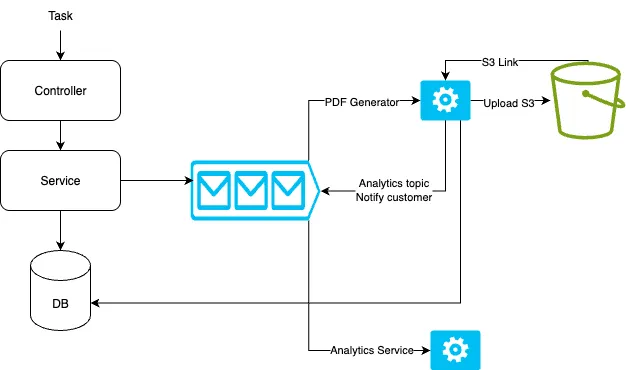 Task
S3 Link
Controller
PDF Generator
Upload S3
Service
Analytics topic
Notify customer
DB
Analytics Service